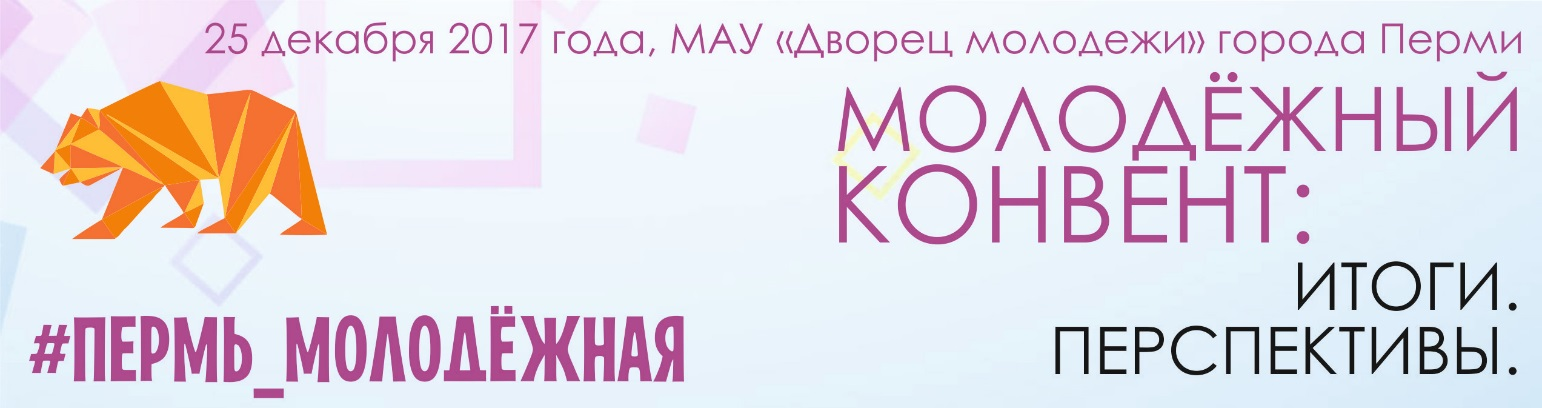 25 декабря 2017 года, МАУ «Дворец молодежи» города Перми
МОЛОДЁЖНЫЙ
КОНВЕНТ:
ИТОГИ.
ПЕРСПЕКТИВЫ.
#ПЕРМЬ_МОЛОДЁЖНАЯ